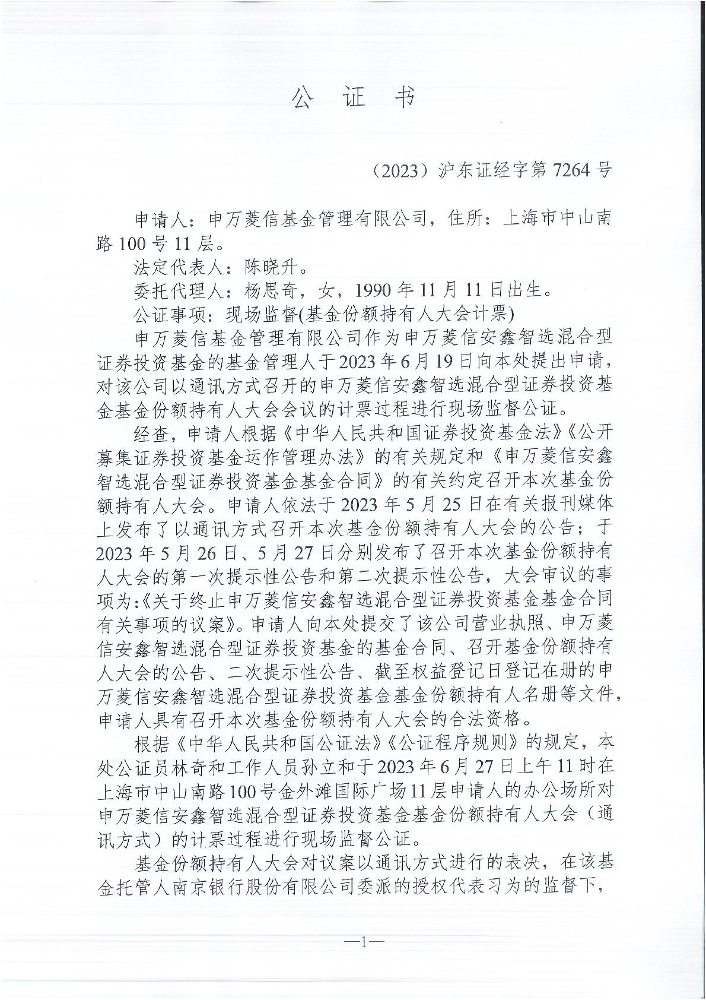 公 证 书
（2023）沪东证经字第 7264 号
申请人：申万菱信基金管理有限公司，住所：上海市中山南
路 100 号 11 层。
法定代表人：陈晓升。
委托代理人：杨思奇，女，1990 年 11 月 11 日出生。
公证事项：现场监督(基金份额持有人大会计票)
申万菱信基金管理有限公司作为申万菱信安鑫智选混合型
证券投资基金的基金管理人于 2023 年 6 月 19 日向本处提出申请，
对该公司以通讯方式召开的申万菱信安鑫智选混合型证券投资基
金基金份额持有人大会会议的计票过程进行现场监督公证。
经查，申请人根据《中华人民共和国证券投资基金法》《公开
募集证券投资基金运作管理办法》的有关规定和《申万菱信安鑫
智选混合型证券投资基金基金合同》的有关约定召开本次基金份
额持有人大会。申请人依法于 2023 年 5 月 25 日在有关报刊媒体
上发布了以通讯方式召开本次基金份额持有人大会的公告；于
2023 年 5 月 26 日、5 月 27 日分别发布了召开本次基金份额持有
人大会的第一次提示性公告和第二次提示性公告，大会审议的事
项为：《关于终止申万菱信安鑫智选混合型证券投资基金基金合同
有关事项的议案》。申请人向本处提交了该公司营业执照、申万菱
信安鑫智选混合型证券投资基金的基金合同、召开基金份额持有
人大会的公告、二次提示性公告、截至权益登记日登记在册的申
万菱信安鑫智选混合型证券投资基金基金份额持有人名册等文件，
申请人具有召开本次基金份额持有人大会的合法资格。
根据《中华人民共和国公证法》《公证程序规则》的规定，本
处公证员林奇和工作人员孙立和于 2023 年 6 月 27 日上午 11 时在
上海市中山南路 100 号金外滩国际广场 11 层申请人的办公场所对
申万菱信安鑫智选混合型证券投资基金基金份额持有人大会（通
讯方式）的计票过程进行现场监督公证。
基金份额持有人大会对议案以通讯方式进行的表决，在该基
金托管人南京银行股份有限公司委派的授权代表习为的监督下，
—1—